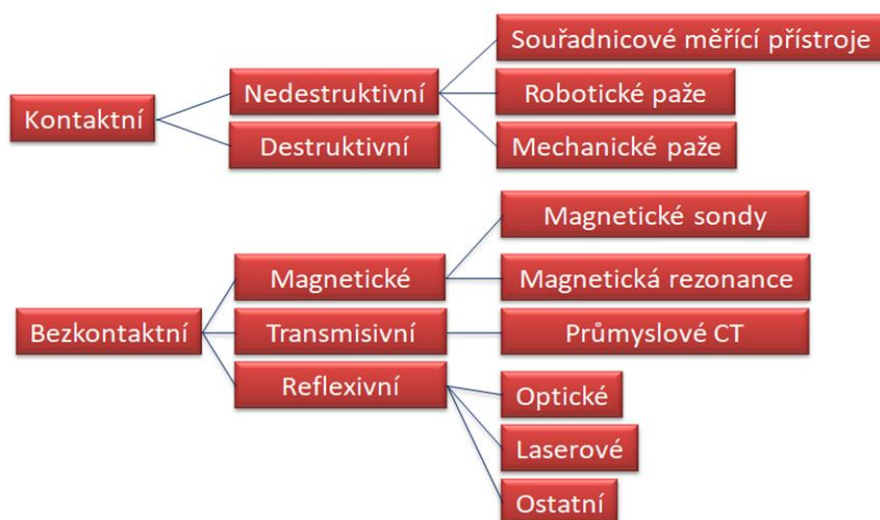 Kontaktní
Nedestruktivní
Destruktivní
Souřadnicové měřící přístroje
Robotické paže
Mechanické paže
Bezkontaktní
Magnetické
Transmisivní
Reflexivní
Magnetické sondy
Magnetická rezonance
Průmyslové CT
Optické
Laserové
Ostatní